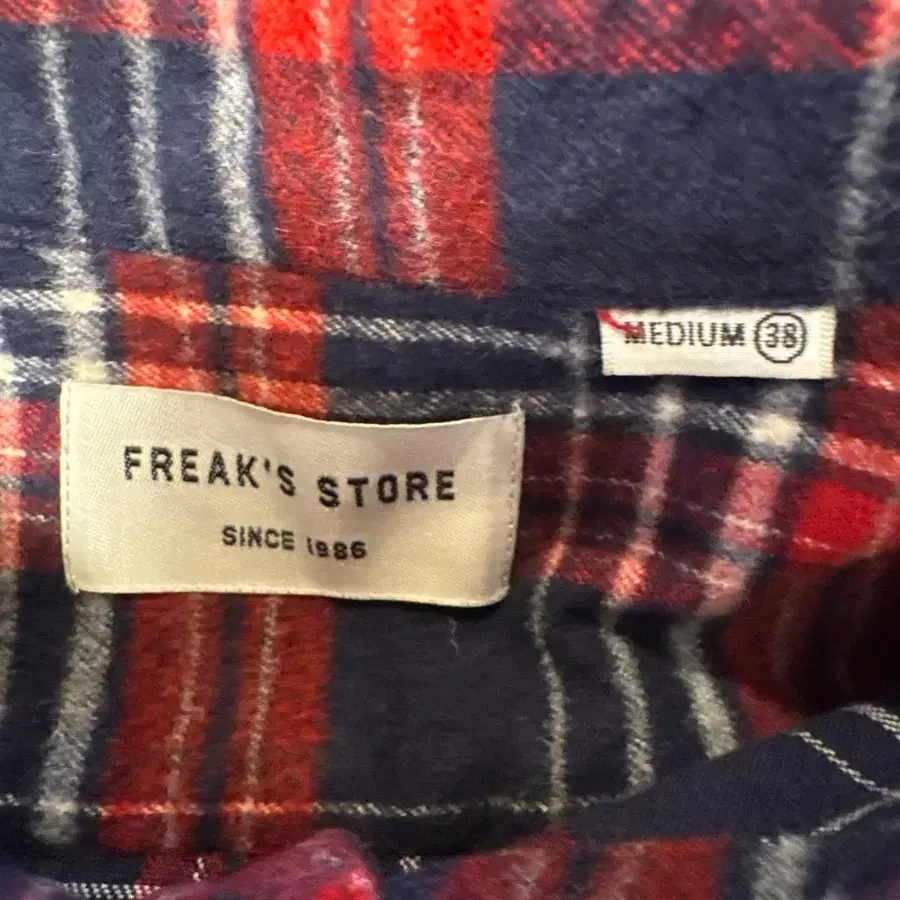 MEDIUM 38
FREAK'S STORE
SINCE 1986